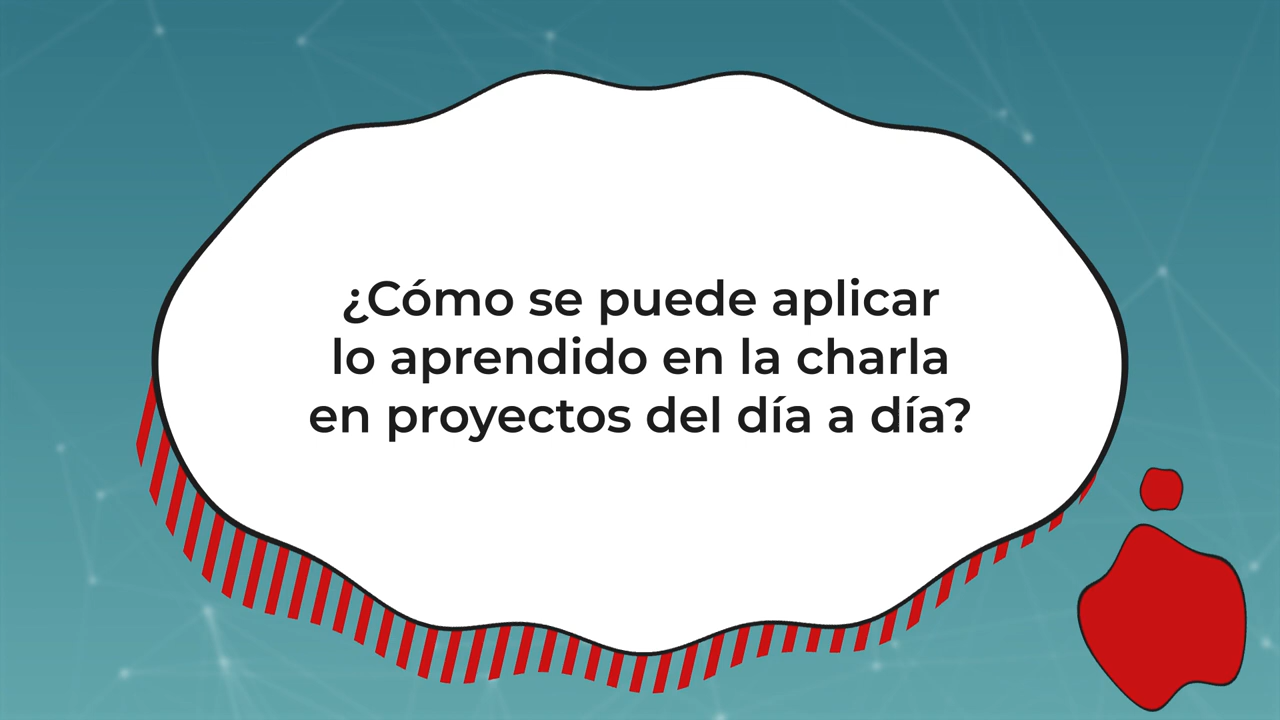 ¿Cómo se puede aplicar
lo aprendido en la charla
en proyectos del día a día?